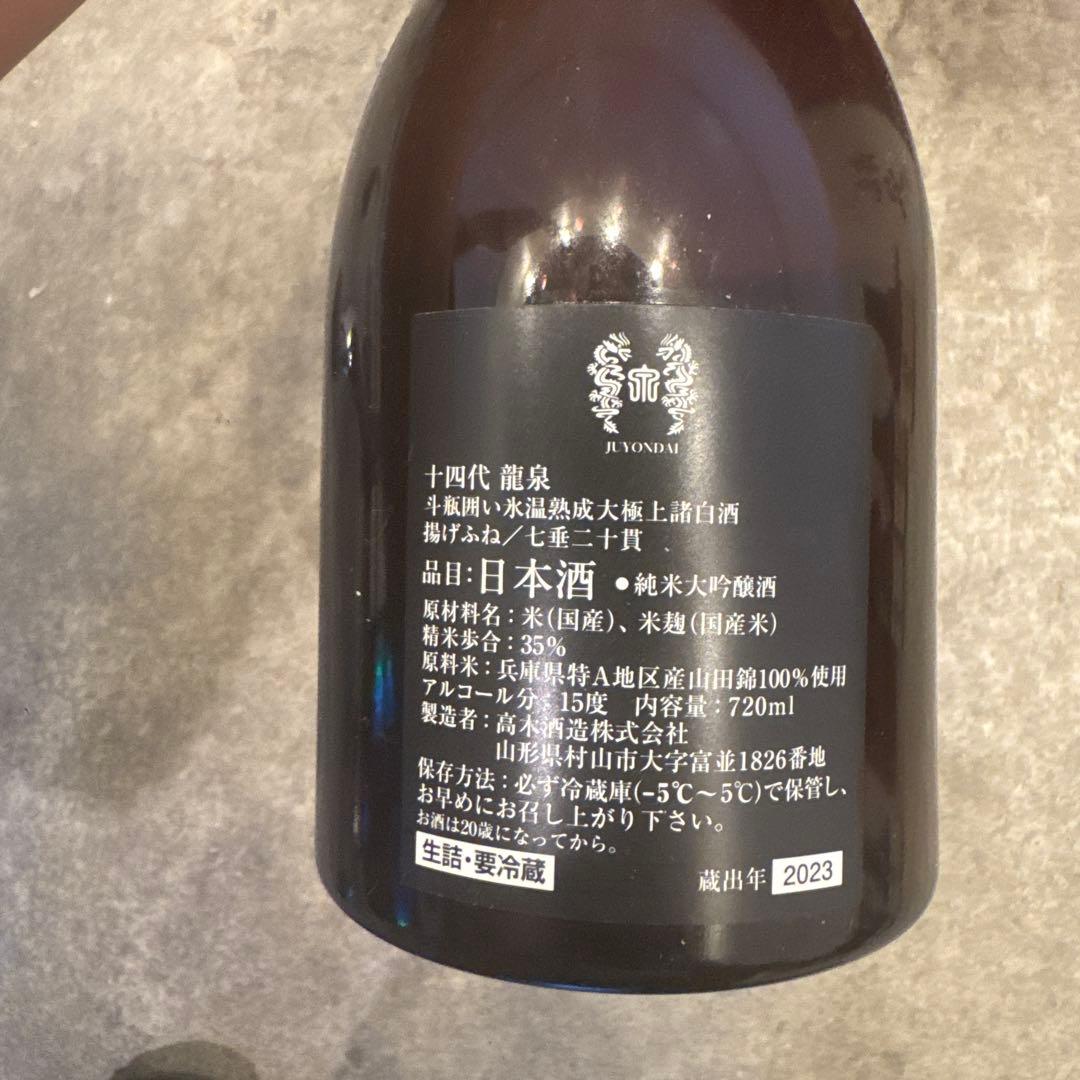 JUYONDAI
十四代 龍泉
斗瓶囲い氷温熟成大極上諸白酒
揚げふね/七垂二十貫
品目:日本酒 ●純米大吟醸酒
原材料名:米(国産)、米麹(国産米)
精米歩合:35%
原料米:兵庫県特A地区産山田錦100%使用
アルコール分:15度 内容量:720ml
製造者:高木酒造株式会社
山形県村山市大字富並1826番地
保存方法:必ず冷蔵庫(-5℃~5℃)で保管し、
お早めにお召し上がり下さい。
お酒は20歳になってから。
生詰・要冷蔵
蔵出年 2023